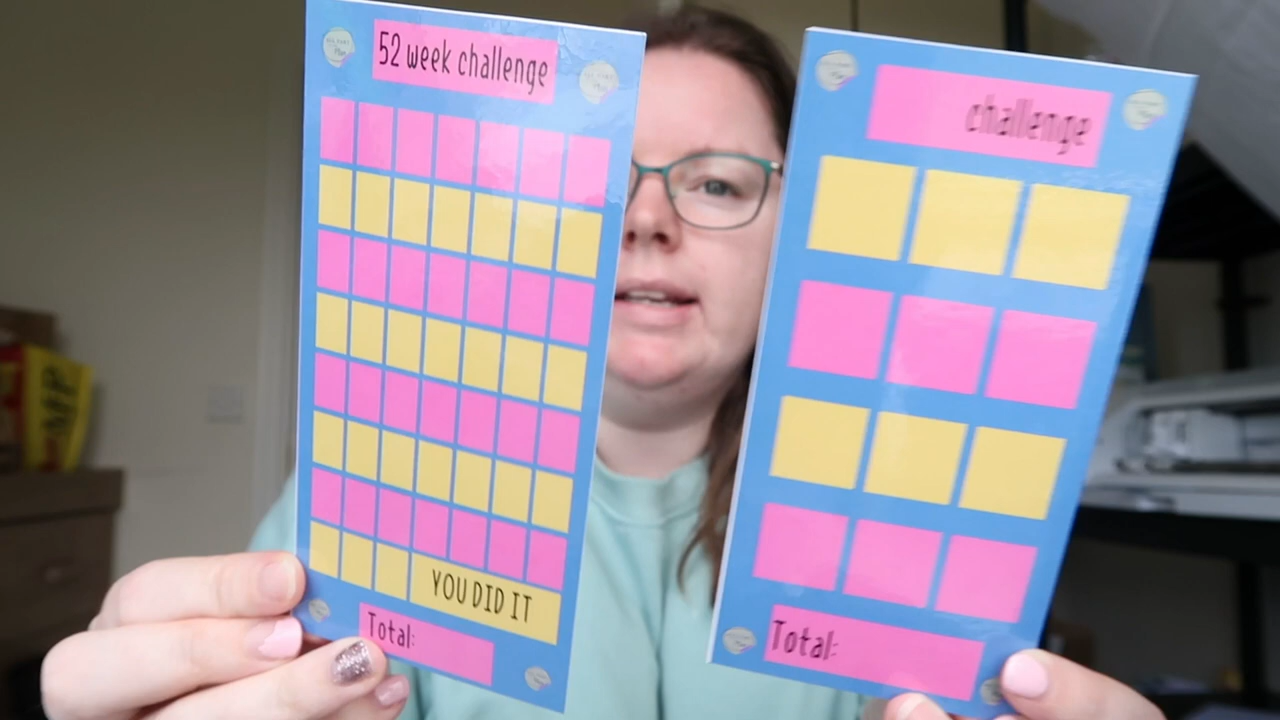 52 week challenge
YOU DID IT
Total:
challenge
Total: